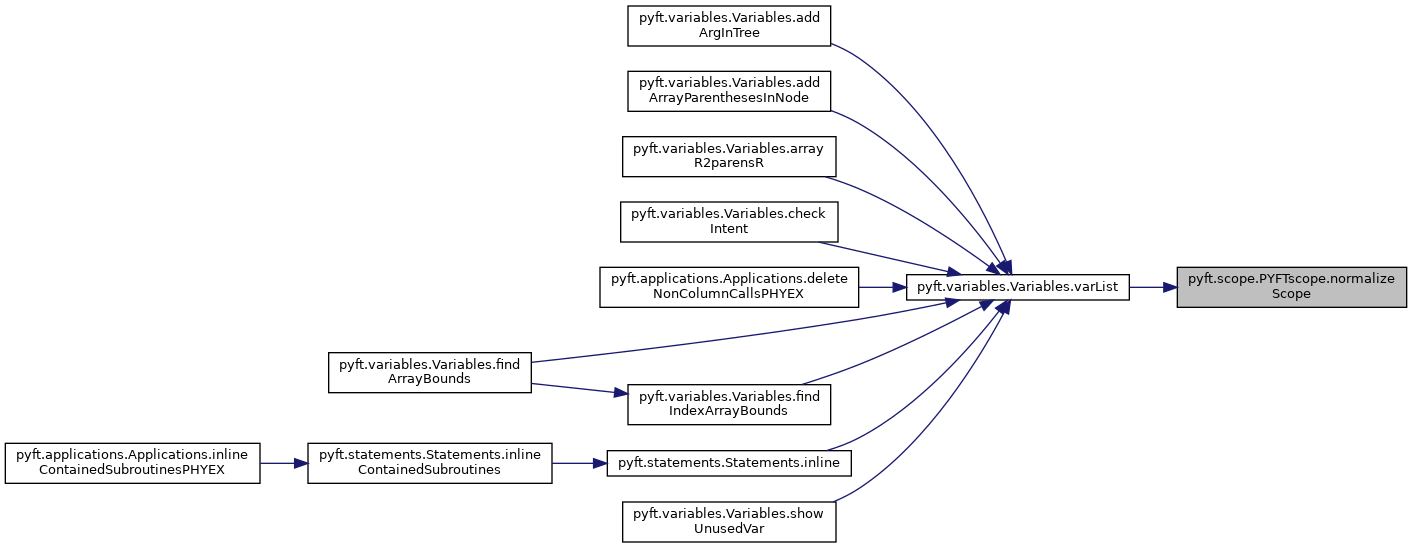 pyft.variables.Variables.add
ArgInTree
pyft.variables.Variables.add
ArrayParenthesesInNode
pyft.variables.Variables.array
R2parensR
pyft.variables.Variables.check
Intent
pyft.applications.Applications.delete
NonColumnCallsPHYEX
pyft.variables.Variables.varList
pyft.scope.PYFTscope.normalize
Scope
pyft.variables.Variables.find
ArrayBounds
pyft.variables.Variables.find
IndexArrayBounds
pyft.applications.Applications.inline
ContainedSubroutinesPHYEX
pyft.statements.Statements.inline
ContainedSubroutines
pyft.statements.Statements.inline
pyft.variables.Variables.show
UnusedVar